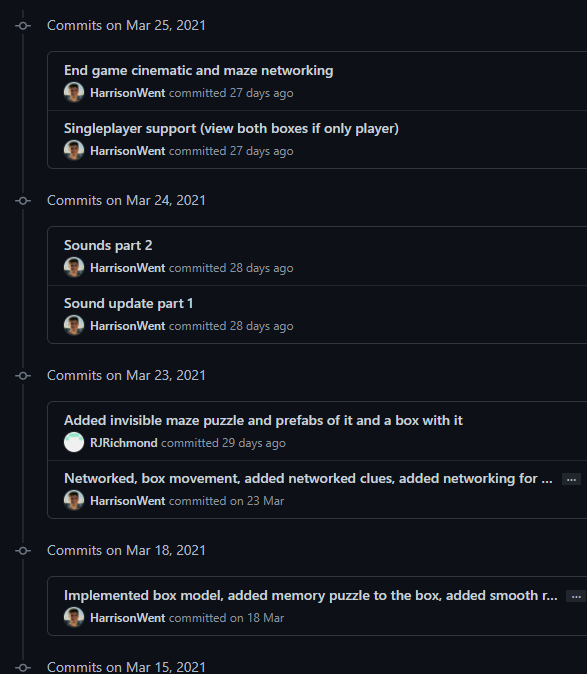 Commits on Mar 25, 2021
End game cinematic and maze networking
HarrisonWent committed 27 days ago
Singleplayer support (view both boxes if only player)
HarrisonWent committed 27 days ago
Commits on Mar 24, 2021
Sounds part 2
HarrisonWent committed 28 days ago
Sound update part 1
HarrisonWent committed 28 days ago
Commits on Mar 23, 2021
Added invisible maze puzzle and prefabs of it and a box with it
RJRichmond committed 29 days ago
Networked, box movement, added networked clues, added networking for ... ...
HarrisonWent committed on 23 Mar
Commits on Mar 18, 2021
Implemented box model, added memory puzzle to the box, added smooth r... ...
HarrisonWent committed on 18 Mar
Commits on Mar 15, 2021